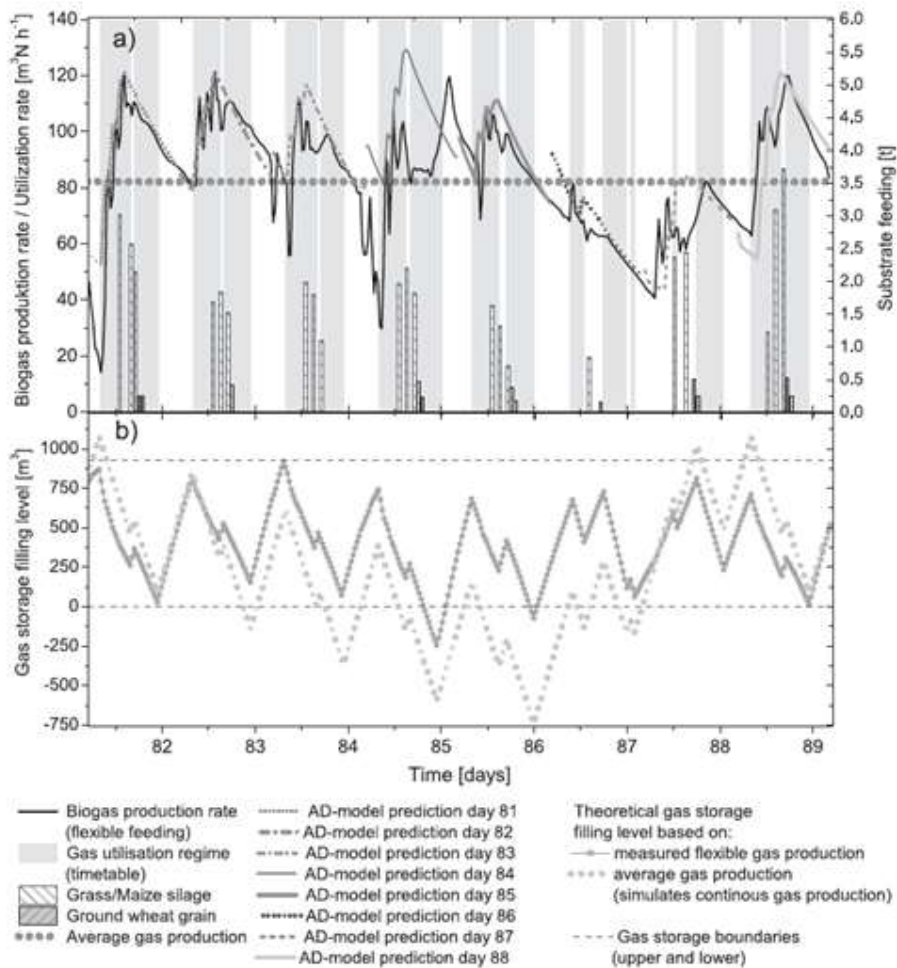 a)
Biogas produktion rate / Utilization rate [m³N h⁻¹]
140
120
100
80
60
40
20
0
Substrate feeding [t]
6.0
5.5
5.0
4.5
4.0
3.5
3.0
2.5
2.0
1.5
1.0
0.5
0,0
b)
Gas storage filling level [m³]
1000
750
500
250
0
-250
-500
-750
82 83 84 85 86 87 88 89
Time [days]
Biogas production rate
(flexible feeding)
Gas utilisation regime
(timetable)
Grass/Maize silage
Ground wheat grain
Average gas production
AD-model prediction day 81
AD-model prediction day 82
AD-model prediction day 83
AD-model prediction day 84
AD-model prediction day 85
AD-model prediction day 86
AD-model prediction day 87
AD-model prediction day 88
Theoretical gas storage
filling level based on:
measured flexible gas production
average gas production
(simulates continous gas production)
Gas storage boundaries
(upper and lower)